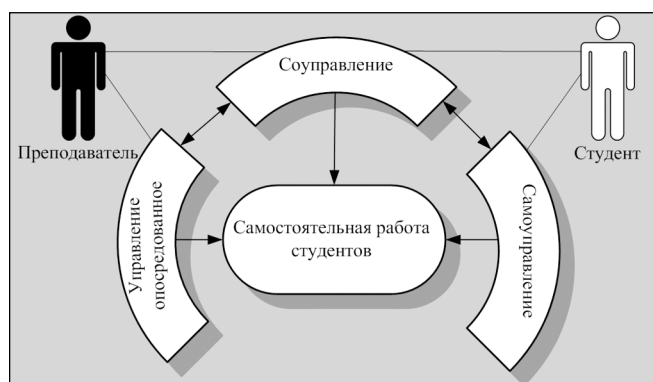 Соуправление
Преподаватель
Студент
Управление
опосредованное
Самостоятельная работа
студентов
Самоуправление